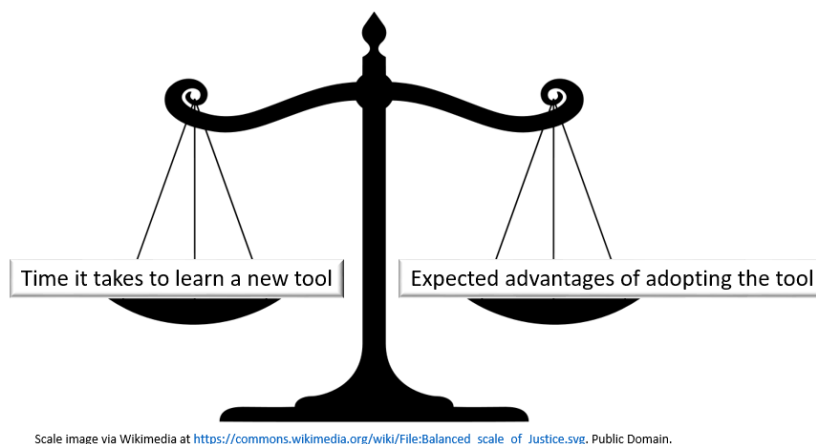 Time it takes to learn a new tool
Expected advantages of adopting the tool
Scale image via Wikimedia at https://commons.wikimedia.org/wiki/File:Balanced_scale_of_Justice.svg. Public Domain.